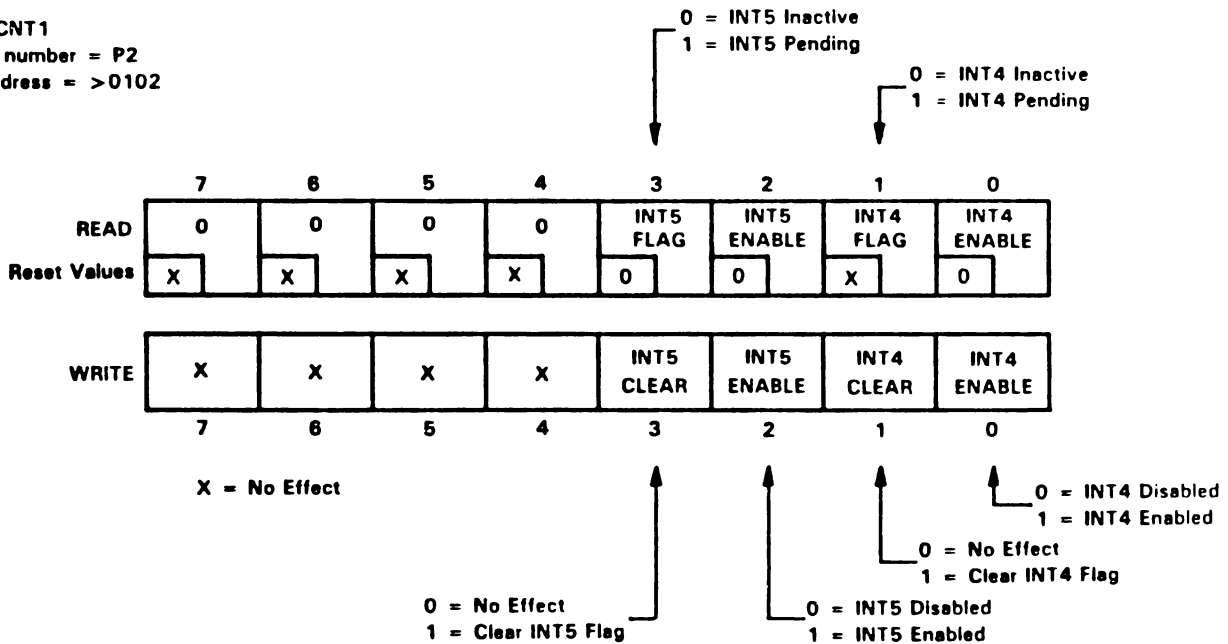 CNT1
number = P2
dress = >0102
0 = INT5 Inactive
1 = INT5 Pending
0 = INT4 Inactive
1 = INT4 Pending
7 6 5 4 3 2 1 0
READ 0 0 0 0 INT5 FLAG INT5 ENABLE INT4 FLAG INT4 ENABLE
Reset Values X X X X 0 0 X 0
WRITE X X X X INT5 CLEAR INT5 ENABLE INT4 CLEAR INT4 ENABLE
7 6 5 4 3 2 1 0
X = No Effect
0 = INT4 Disabled
1 = INT4 Enabled
0 = No Effect
1 = Clear INT4 Flag
0 = No Effect
1 = Clear INT5 Flag
0 = INT5 Disabled
1 = INT5 Enabled